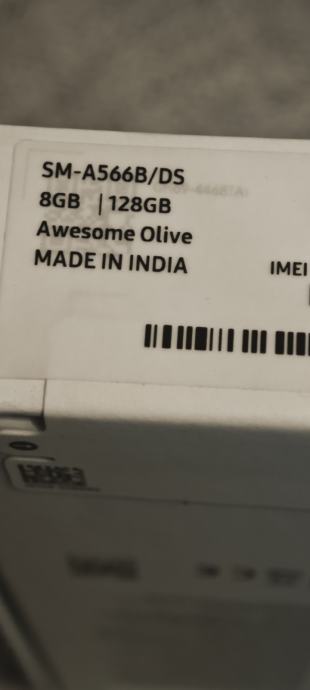 SM-A566B/DS
8GB | 128GB
Awesome Olive
MADE IN INDIA
IMEI